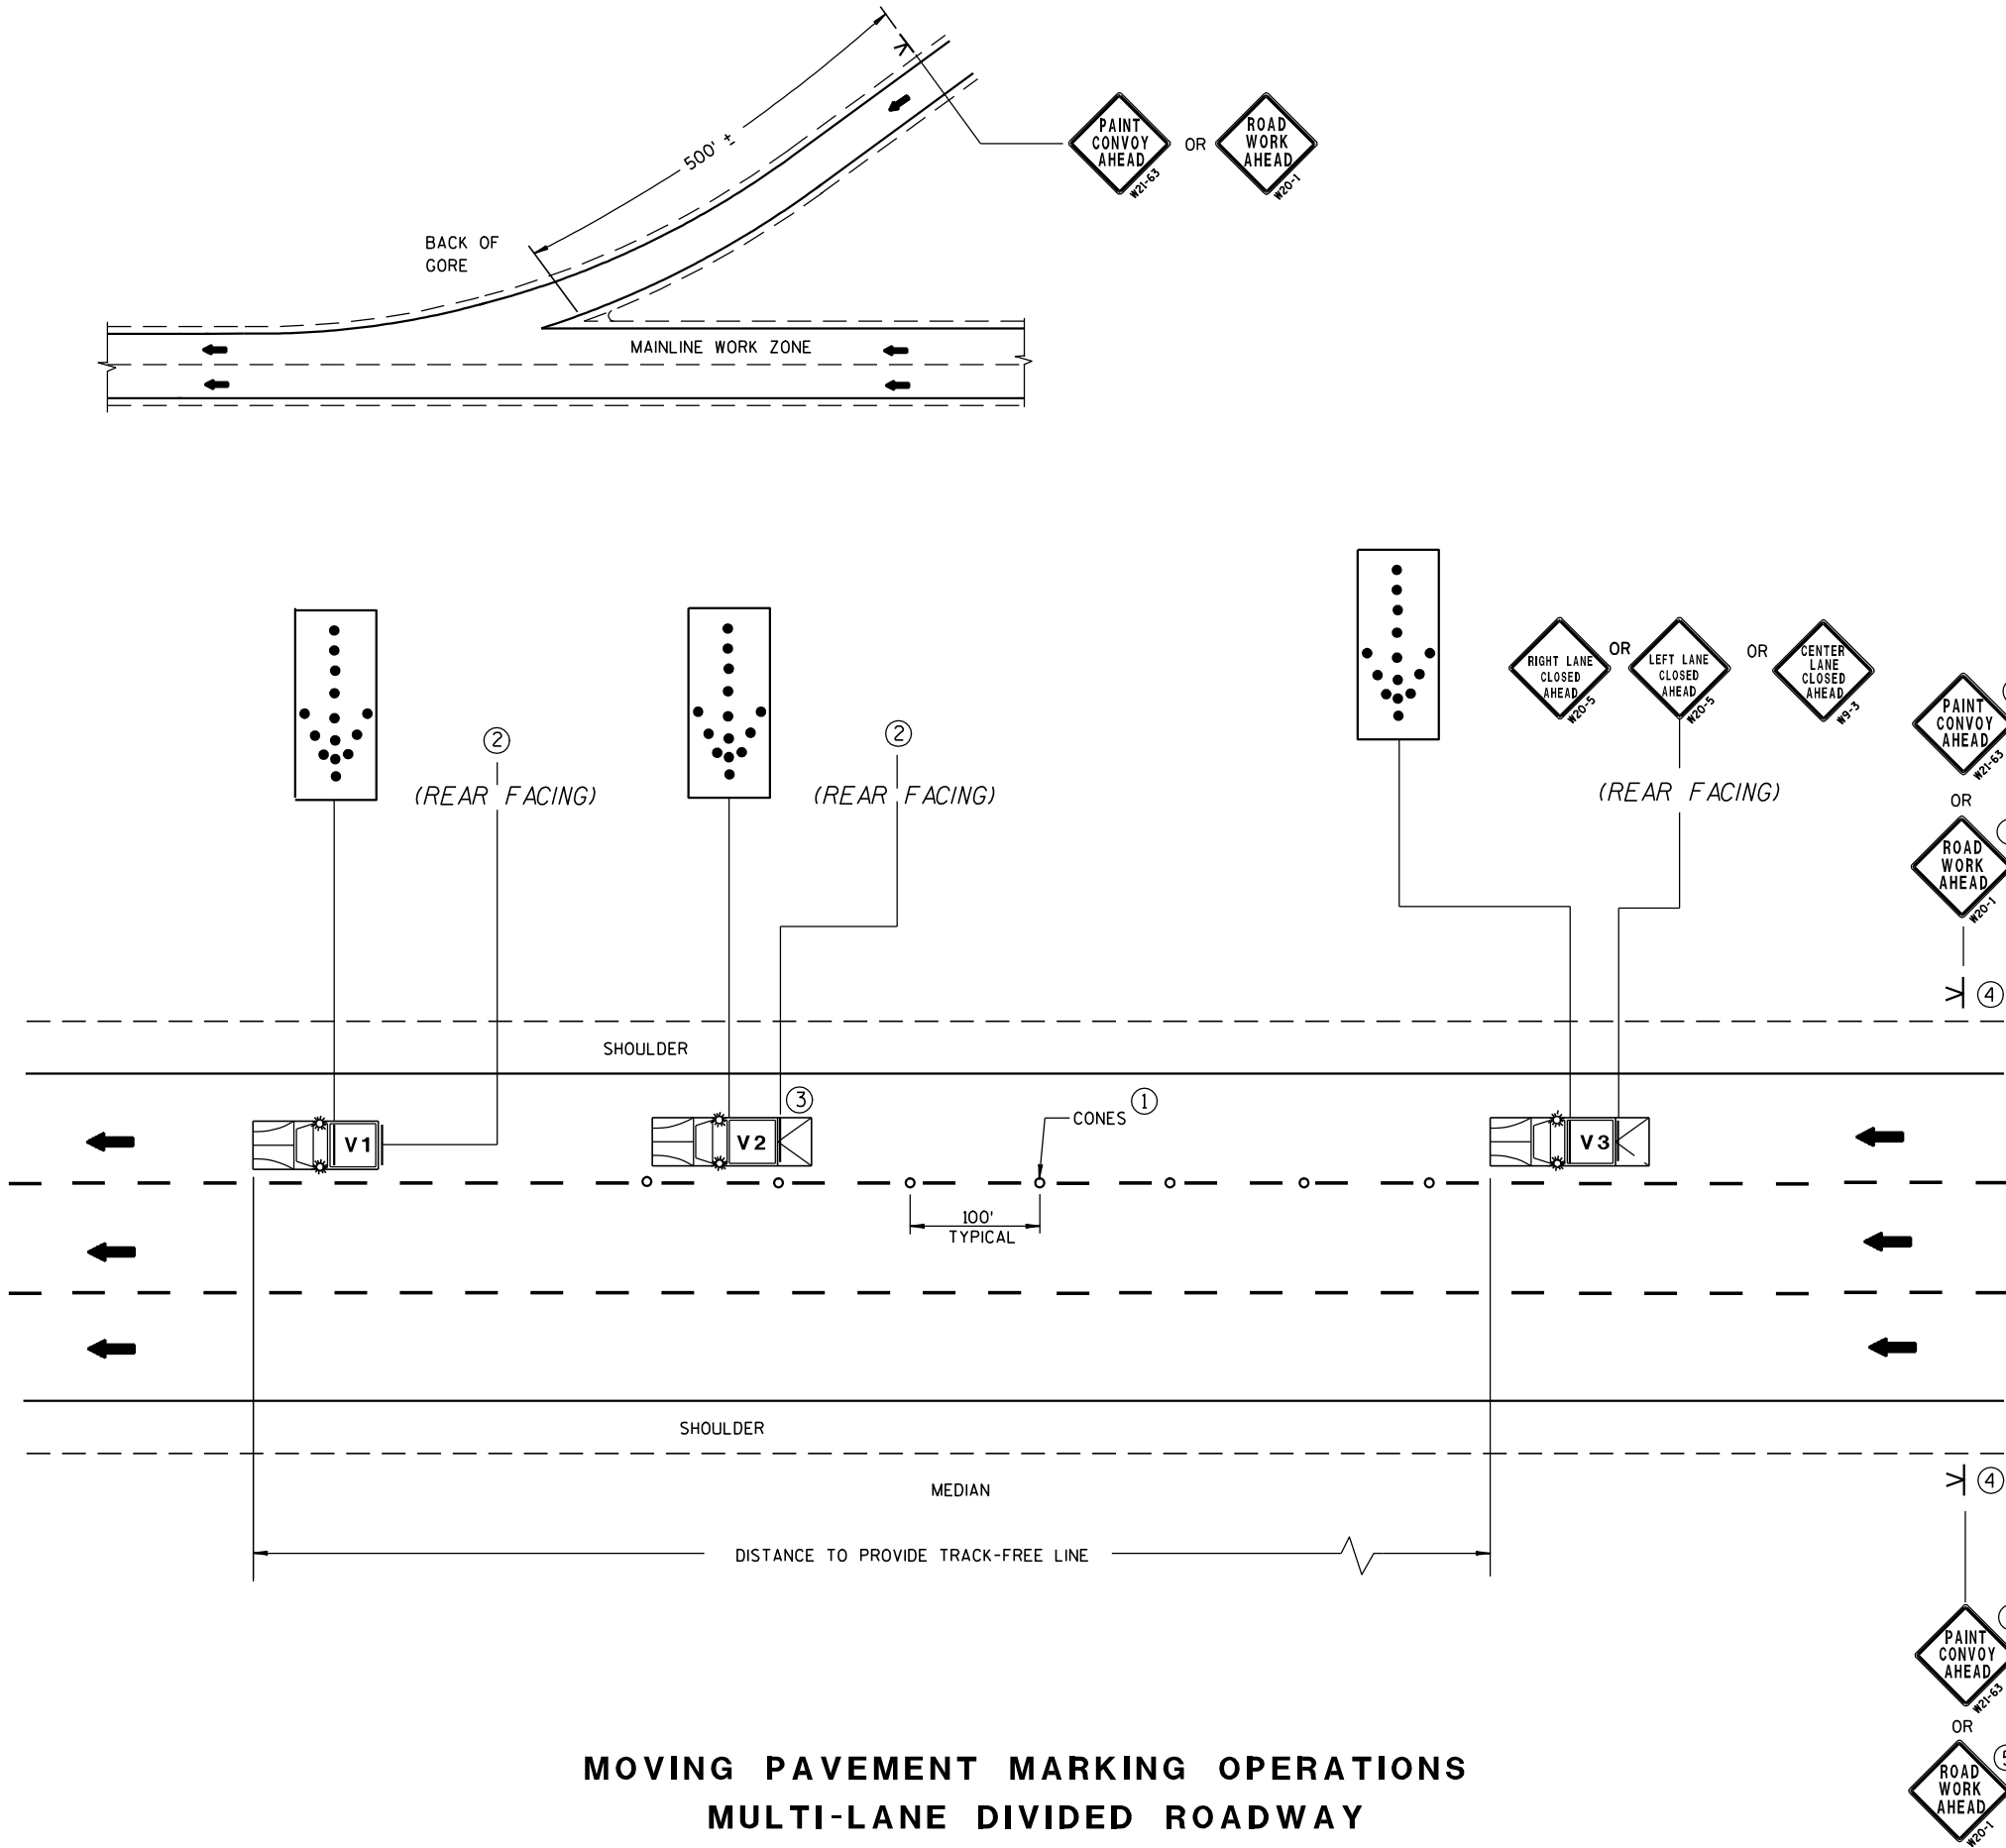 500' ±
PAINT
CONVOY
AHEAD
W21-63
OR
ROAD
WORK
AHEAD
W20-1
BACK OF
GORE
MAINLINE WORK ZONE
RIGHT LANE
CLOSED
AHEAD
W20-5
OR
LEFT LANE
CLOSED
AHEAD
W20-5
OR
CENTER
LANE
CLOSED
AHEAD
W9-3
PAINT
CONVOY
AHEAD
W21-63
OR
ROAD
WORK
AHEAD
W20-1
2
(REAR FACING)
2
(REAR FACING)
(REAR FACING)
4
SHOULDER
V1
V2
3
CONES
1
V3
100'
TYPICAL
SHOULDER
MEDIAN
4
DISTANCE TO PROVIDE TRACK-FREE LINE
PAINT
CONVOY
AHEAD
W21-63
OR
5
ROAD
WORK
AHEAD
W20-1
MOVING PAVEMENT MARKING OPERATIONS
MULTI-LANE DIVIDED ROADWAY